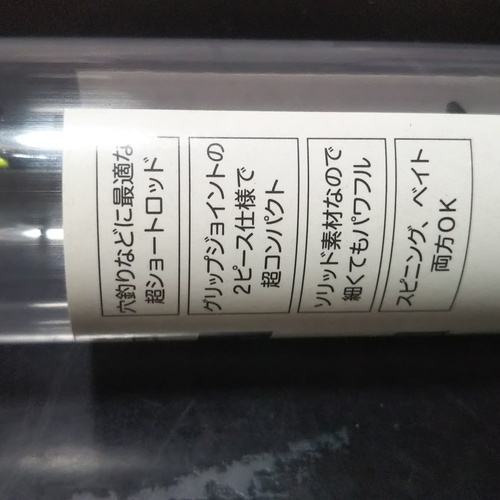 穴釣りなどに最適な
超ショートロッド
グリップジョイントの
2ピース仕様で
超コンパクト
ソリッド素材なので
細くてもパワフル
スピニング、ベイト
両方OK